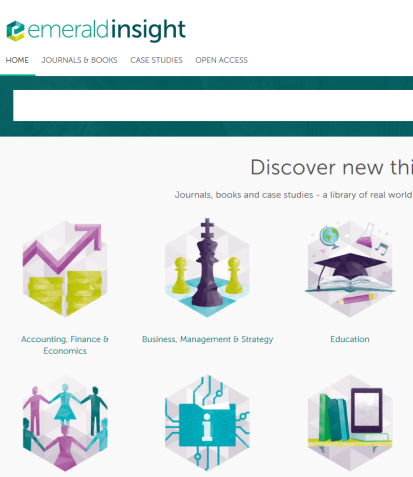 emeraldinsight
HOME JOURNALS & BOOKS CASE STUDIES OPEN ACCESS
Discover new thi
Journals, books and case studies - a library of real world
Accounting, Finance &
Economics
Business, Management & Strategy
Education
i